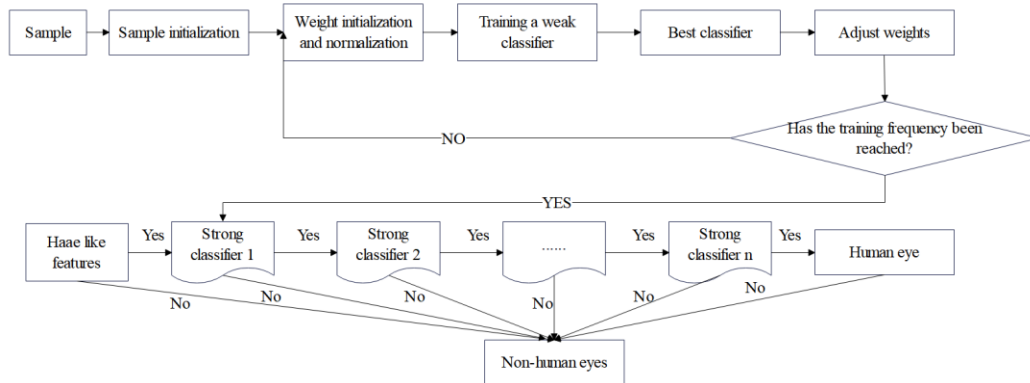 Sample
Sample initialization
Weight initialization
and normalization
Training a weak
classifier
Best classifier
Adjust weights
Has the training frequency been
reached?
NO
YES
Haae like
features
Yes
Strong
classifier 1
Yes
Strong
classifier 2
Yes
......
Yes
Strong
classifier n
Yes
Human eye
No
No
No
No
No
No
Non-human eyes